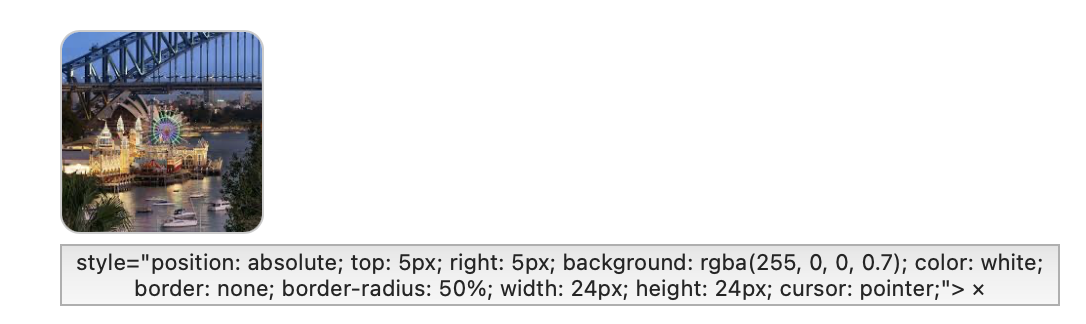 style="position: absolute; top: 5px; right: 5px; background: rgba(255, 0, 0, 0.7); color: white;
border: none; border-radius: 50%; width: 24px; height: 24px; cursor: pointer;"> ×